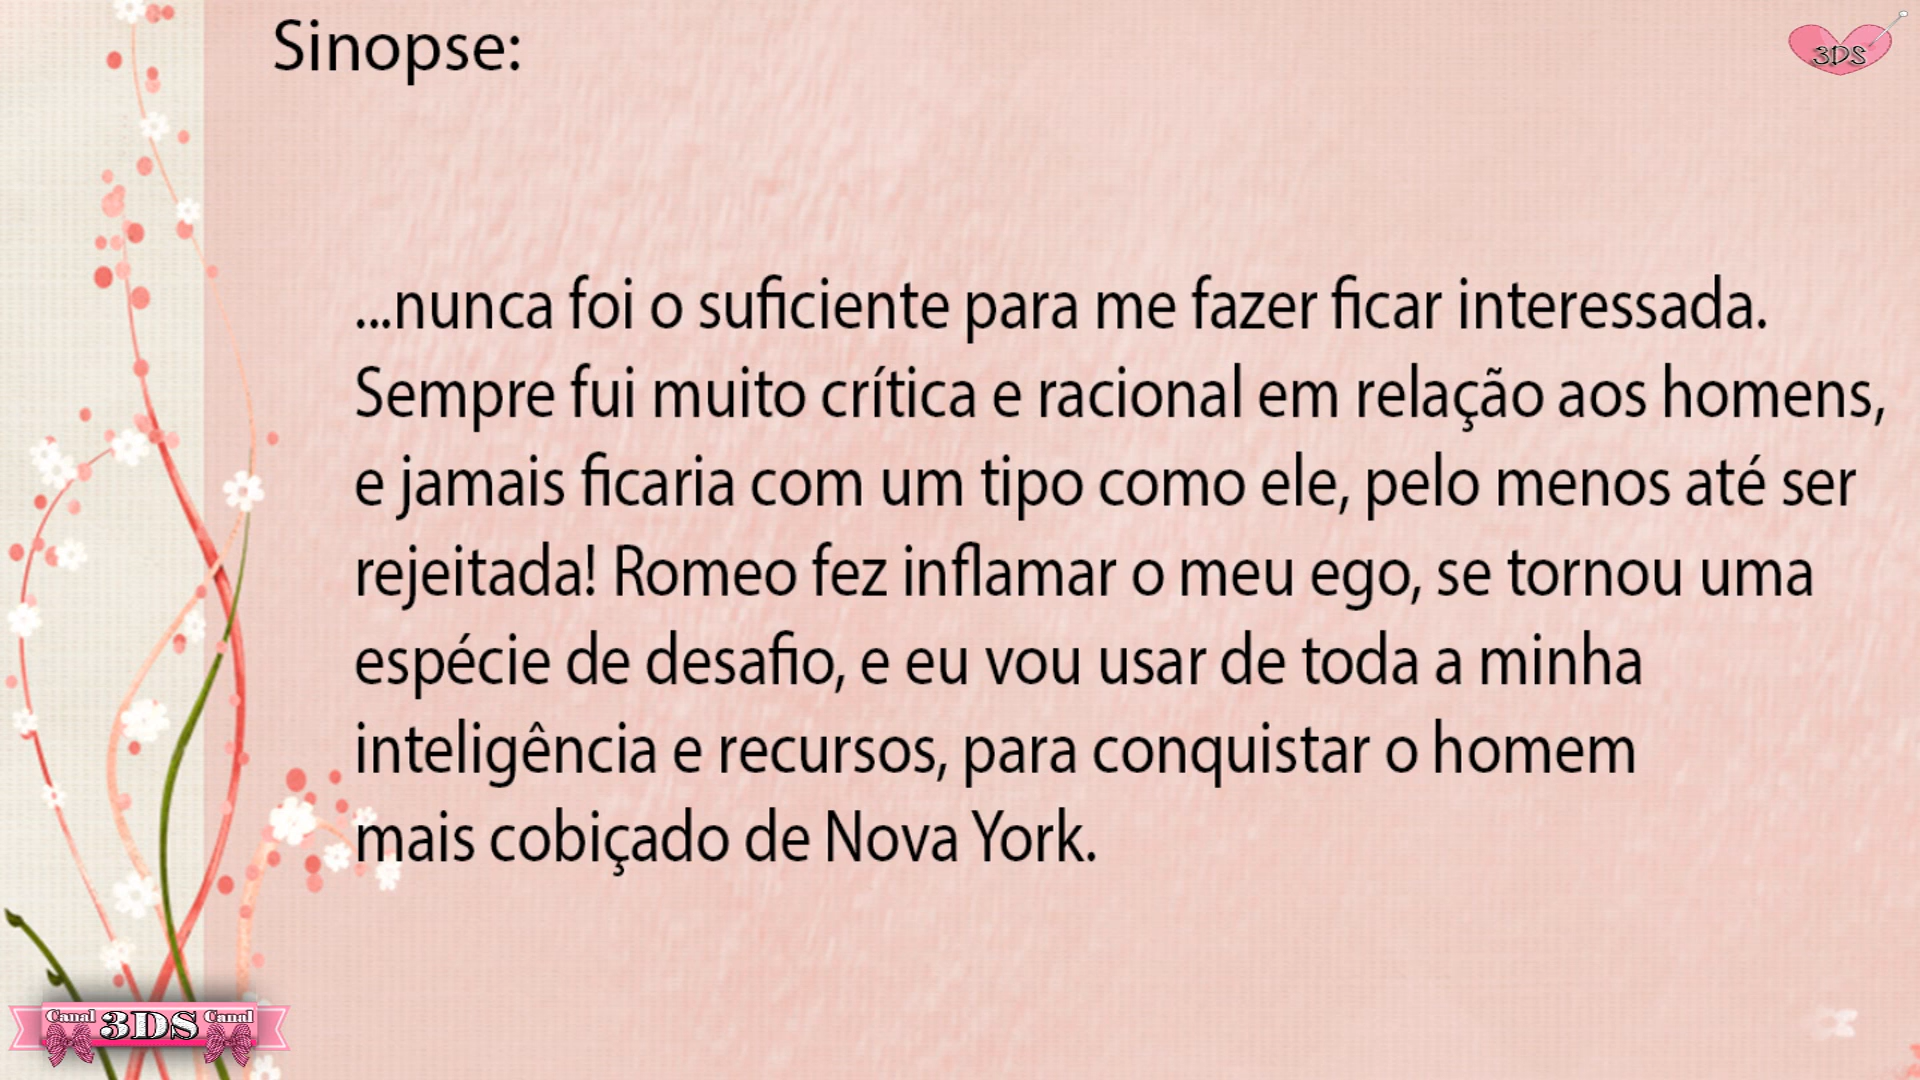 Sinopse:
3DS
...nunca foi o suficiente para me fazer ficar interessada.
Sempre fui muito crítica e racional em relação aos homens,
e jamais ficaria com um tipo como ele, pelo menos até ser
rejeitada! Romeo fez inflamar o meu ego, se tornou uma
espécie de desafio, e eu vou usar de toda a minha
inteligência e recursos, para conquistar o homem
mais cobiçado de Nova York.
Canal 3DS Canal